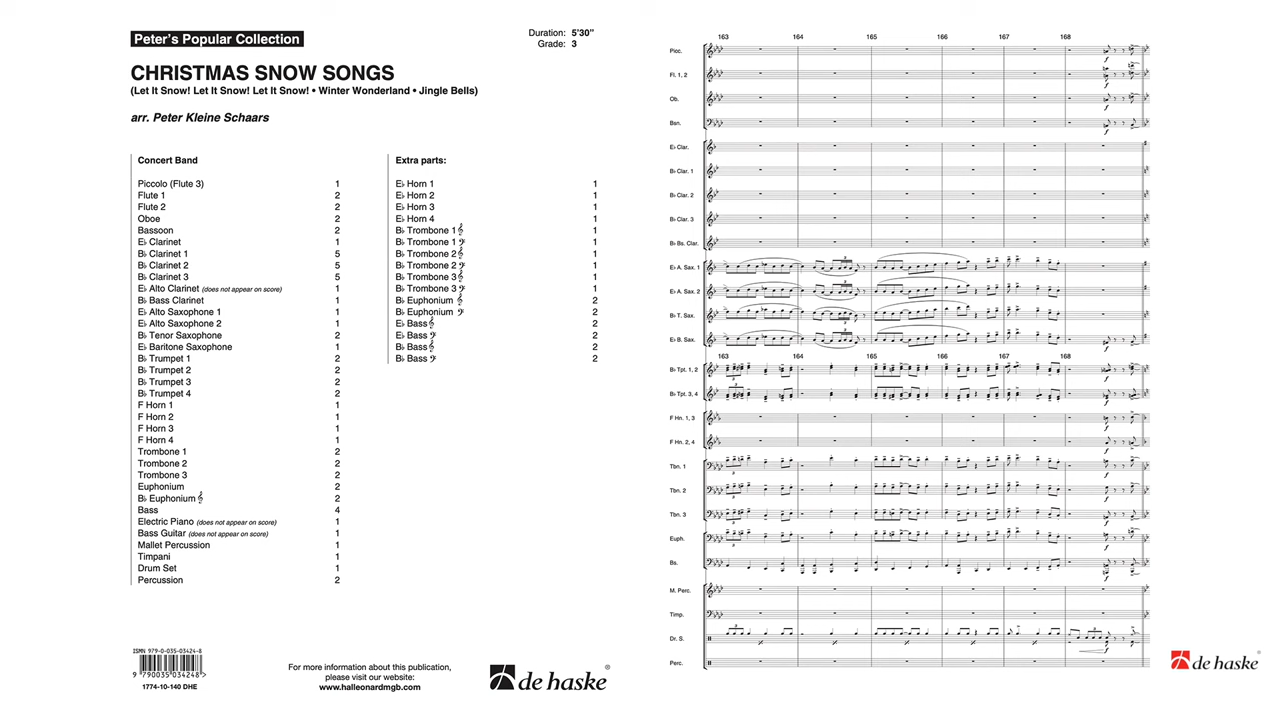 Peter's Popular Collection
Duration: 5'30"
Grade: 3
CHRISTMAS SNOW SONGS
(Let It Snow! Let It Snow! Let It Snow! • Winter Wonderland • Jingle Bells)
arr. Peter Kleine Schaars
Concert Band
Piccolo (Flute 3) 1
Flute 1 2
Flute 2 2
Oboe 2
Bassoon 2
E♭ Clarinet 1
B♭ Clarinet 1 5
B♭ Clarinet 2 5
B♭ Clarinet 3 5
E♭ Alto Clarinet (does not appear on score) 1
B♭ Bass Clarinet 1
E♭ Alto Saxophone 1 1
E♭ Alto Saxophone 2 1
B♭ Tenor Saxophone 2
E♭ Baritone Saxophone 1
B♭ Trumpet 1 2
B♭ Trumpet 2 2
B♭ Trumpet 3 2
B♭ Trumpet 4 2
F Horn 1 1
F Horn 2 1
F Horn 3 1
F Horn 4 1
Trombone 1 2
Trombone 2 2
Trombone 3 2
Euphonium 2
B♭ Euphonium 𝄞 2
Bass 4
Electric Piano (does not appear on score) 1
Bass Guitar (does not appear on score) 1
Mallet Percussion 1
Timpani 1
Drum Set 1
Percussion 2
Extra parts:
E♭ Horn 1 1
E♭ Horn 2 1
E♭ Horn 3 1
E♭ Horn 4 1
B♭ Trombone 1 𝄞 1
B♭ Trombone 1 𝄢 1
B♭ Trombone 2 𝄞 1
B♭ Trombone 2 𝄢 1
B♭ Trombone 3 𝄞 1
B♭ Trombone 3 𝄢 1
B♭ Euphonium 𝄞 2
B♭ Euphonium 𝄢 2
E♭ Bass 𝄞 2
E♭ Bass 𝄢 2
B♭ Bass 𝄞 2
B♭ Bass 𝄢 2
ISMN 979-0-035-03424-8
9 790035 034248 >
1774-10-140 DHE
For more information about this publication,
please visit our website:
www.halleonardmgb.com
de haske ®
163 164 165 166 167 168
Picc.
Fl. 1, 2
Ob.
Bsn.
E♭ Clar.
B♭ Clar. 1
B♭ Clar. 2
B♭ Clar. 3
B♭ Bs. Clar.
E♭ A. Sax. 1
E♭ A. Sax. 2
B♭ T. Sax.
E♭ B. Sax.
163 164 165 166 167 168
B♭ Tpt. 1, 2
B♭ Tpt. 3, 4
F Hn. 1, 3
F Hn. 2, 4
Tbn. 1
Tbn. 2
Tbn. 3
Euph.
Bs.
M. Perc.
Timp.
Dr. S.
Perc.
de haske